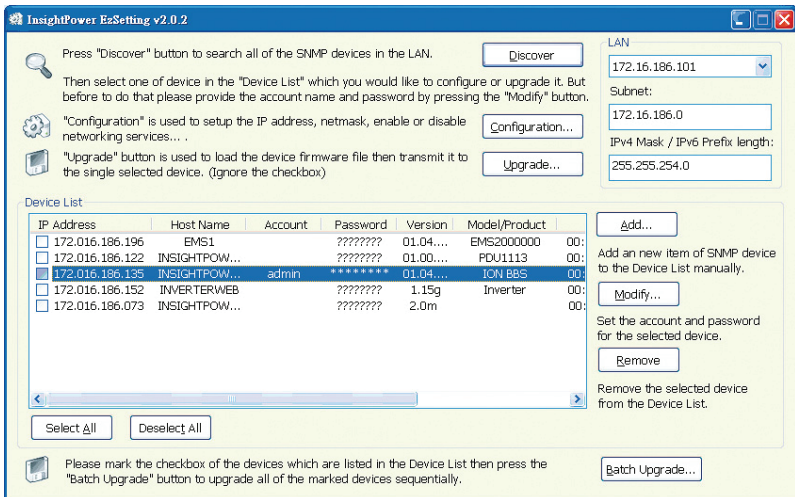 InsightPower EzSetting v2.0.2
Press "Discover" button to search all of the SNMP devices in the LAN.
Discover
Then select one of device in the "Device List" which you would like to configure or upgrade it. But
before to do that please provide the account name and password by pressing the "Modify" button.
"Configuration" is used to setup the IP address, netmask, enable or disable
networking services... .
Configuration...
"Upgrade" button is used to load the device firmware file then transmit it to
the single selected device. (Ignore the checkbox)
Upgrade...
LAN
172.16.186.101
Subnet:
172.16.186.0
IPv4 Mask / IPv6 Prefix length:
255.255.254.0
Device List
IP Address Host Name Account Password Version Model/Product
172.016.186.196 EMS1 ???????? 01.04.... EMS2000000 00:
172.016.186.122 INSIGHTPOW... ???????? 01.00.... PDU1113 00:
172.016.186.135 INSIGHTPOW... admin ******** 01.04.... ION BBS 00:
172.016.186.152 INVERTERWEB ???????? 1.15g Inverter 00:
172.016.186.073 INSIGHTPOW... ???????? 2.0m 00:
Add...
Add an new item of SNMP device
to the Device List manually.
Modify...
Set the account and password
for the selected device.
Remove
Remove the selected device
from the Device List.
Select All
Deselect All
Please mark the checkbox of the devices which are listed in the Device List then press the
"Batch Upgrade" button to upgrade all of the marked devices sequentially.
Batch Upgrade...